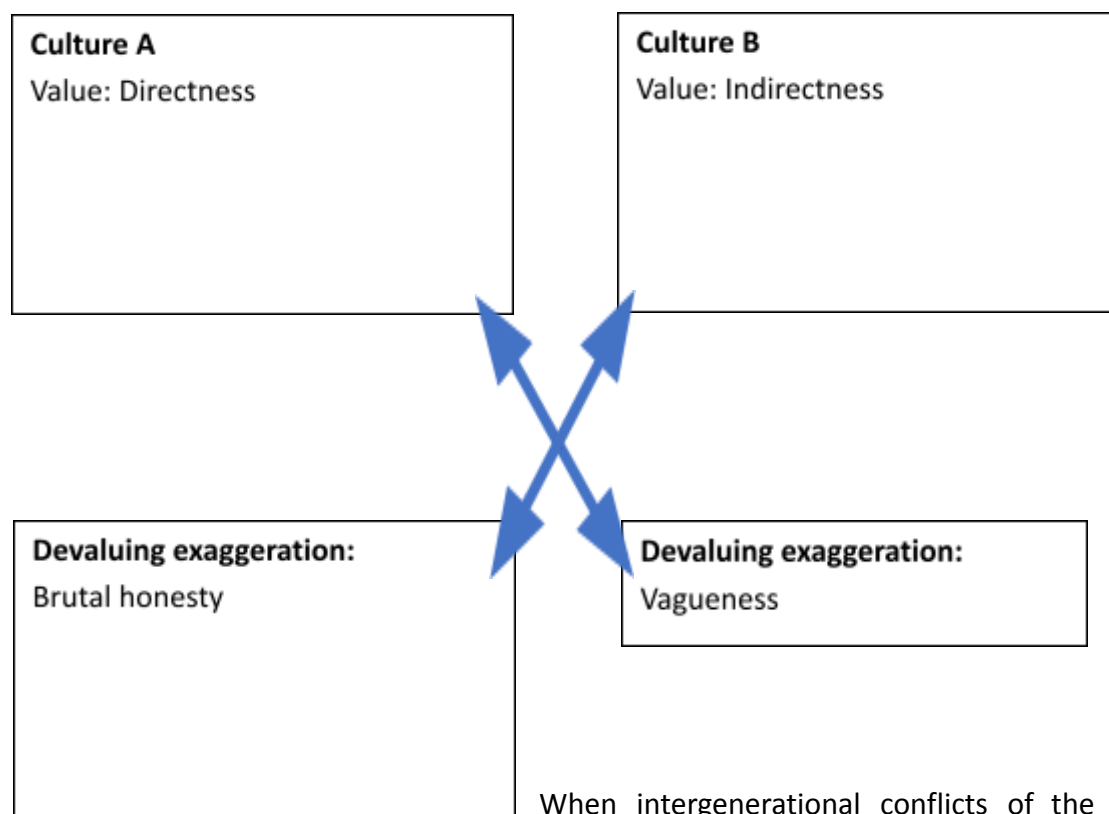 Culture A
Value: Directness
Culture B
Value: Indirectness
Devaluing exaggeration:
Brutal honesty
Devaluing exaggeration:
Vagueness
When intergenerational conflicts of the